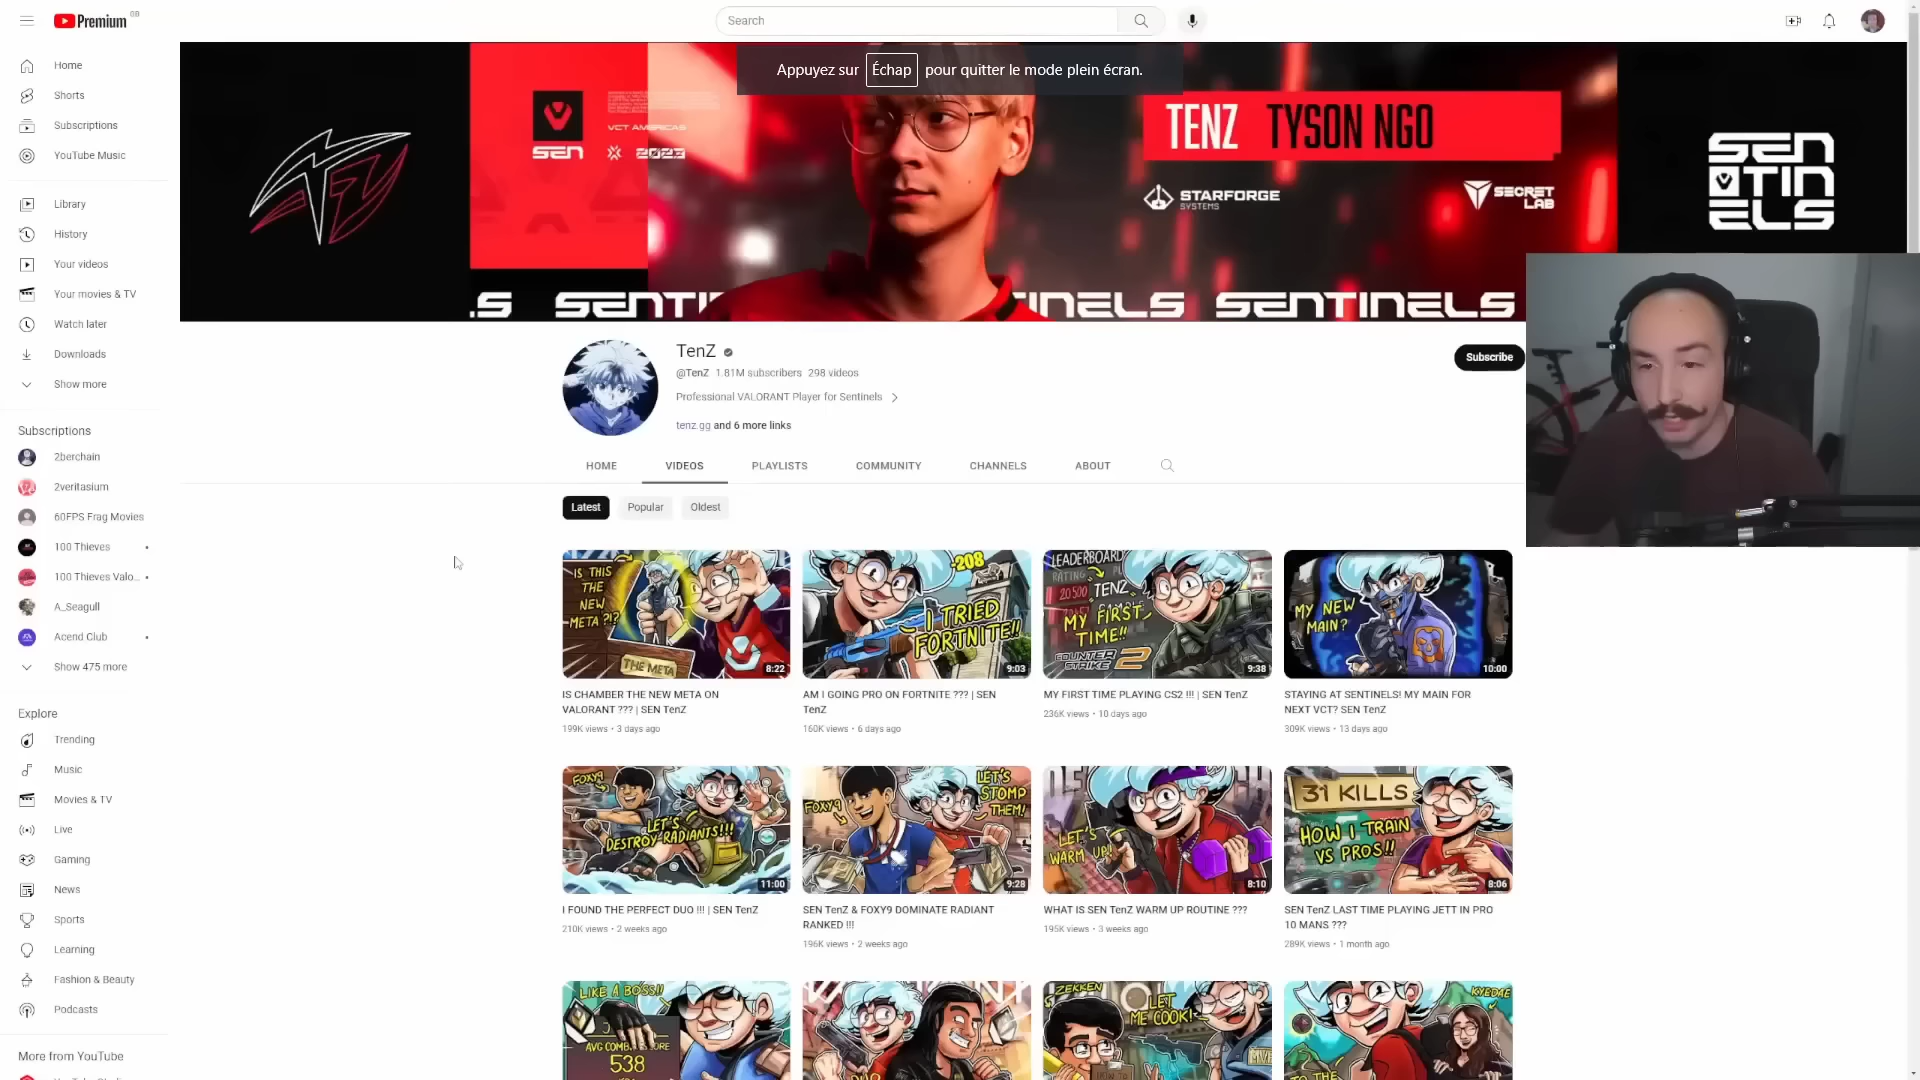 Premium GB
Search
Appuyez sur Échap pour quitter le mode plein écran.
Home
Shorts
Subscriptions
YouTube Music
Library
History
Your videos
Your movies & TV
Watch later
Downloads
Show more
Subscriptions
2berchain
2veritasium
60FPS Frag Movies
100 Thieves
100 Thieves Valo...
A_Seagull
Acend Club
Show 475 more
Explore
Trending
Music
Movies & TV
Live
Gaming
News
Sports
Learning
Fashion & Beauty
Podcasts
More from YouTube
SEN
VCT AMERICAS
2023
TENZ TYSON NGO
STARFORGE
SYSTEMS
SECRET
LAB
SEN
TIN
ELS
SENTINELS
TenZ
@TenZ 1.81M subscribers 298 videos
Professional VALORANT Player for Sentinels
tenz.gg and 6 more links
Subscribe
HOME VIDEOS PLAYLISTS COMMUNITY CHANNELS ABOUT
Latest Popular Oldest
IS THIS
THE
NEW
META ?!?
THE META
8:22
IS CHAMBER THE NEW META ON
VALORANT ??? | SEN TenZ
199K views • 3 days ago
-208
I TRIED
FORTNITE!!
9:03
AM I GOING PRO ON FORTNITE ??? | SEN
TenZ
160K views • 6 days ago
LEADERBOARD
RATING
20500 TENZ
MY FIRST
TIME!!
COUNTER
STRIKE 2
9:38
MY FIRST TIME PLAYING CS2 !!! | SEN TenZ
236K views • 10 days ago
MY NEW
MAIN?
10:00
STAYING AT SENTINELS! MY MAIN FOR
NEXT VCT? SEN TenZ
309K views • 13 days ago
FOXY9
LET'S
DESTROY RADIANTS!!!
11:00
I FOUND THE PERFECT DUO !!! | SEN TenZ
210K views • 2 weeks ago
FOXY9
LET'S
STOMP
THEM!
9:28
SEN TenZ & FOXY9 DOMINATE RADIANT
RANKED !!!
196K views • 2 weeks ago
LET'S
WARM UP!
8:10
WHAT IS SEN TenZ WARM UP ROUTINE ???
195K views • 3 weeks ago
31 KILLS
HOW I TRAIN
VS PROS!!
8:06
SEN TenZ LAST TIME PLAYING JETT IN PRO
10 MANS ???
289K views • 1 month ago
LIKE A BOSS!!
538
ZEKKEN
LET
ME COOK!
KYEDAE
TO THE